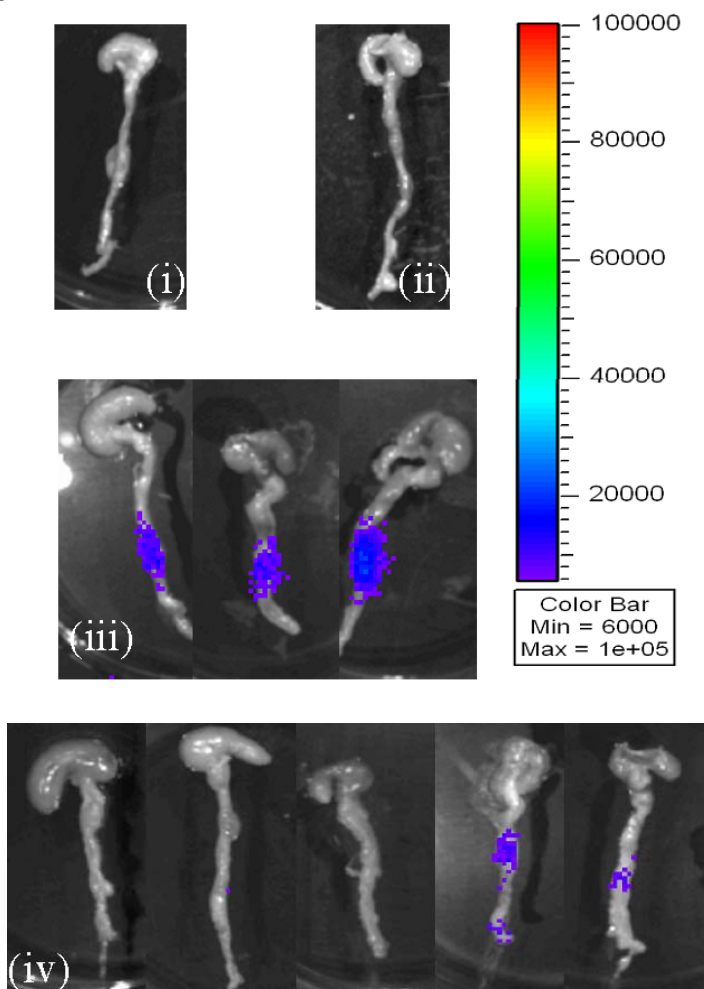 (i)
(ii)
100000
80000
60000
40000
20000
Color Bar
Min = 6000
Max = 1e+05
(iii)
(iv)